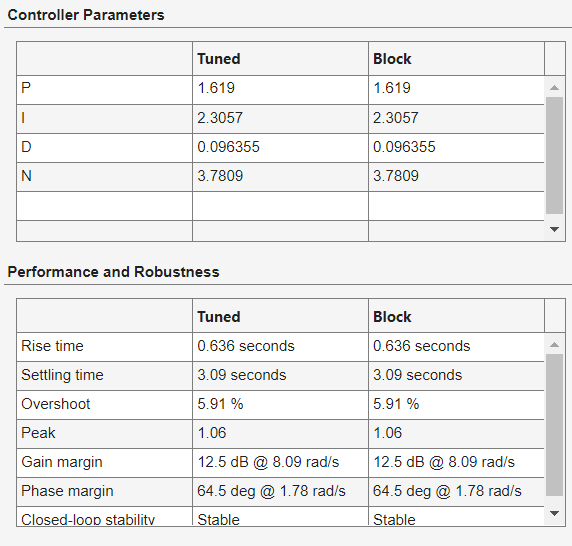 Controller Parameters
Tuned Block
P 1.619 1.619
I 2.3057 2.3057
D 0.096355 0.096355
N 3.7809 3.7809
Performance and Robustness
Tuned Block
Rise time 0.636 seconds 0.636 seconds
Settling time 3.09 seconds 3.09 seconds
Overshoot 5.91 % 5.91 %
Peak 1.06 1.06
Gain margin 12.5 dB @ 8.09 rad/s 12.5 dB @ 8.09 rad/s
Phase margin 64.5 deg @ 1.78 rad/s 64.5 deg @ 1.78 rad/s
Closed-loop stability Stable Stable